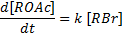 d[ROAc]/dt = k [RBr]